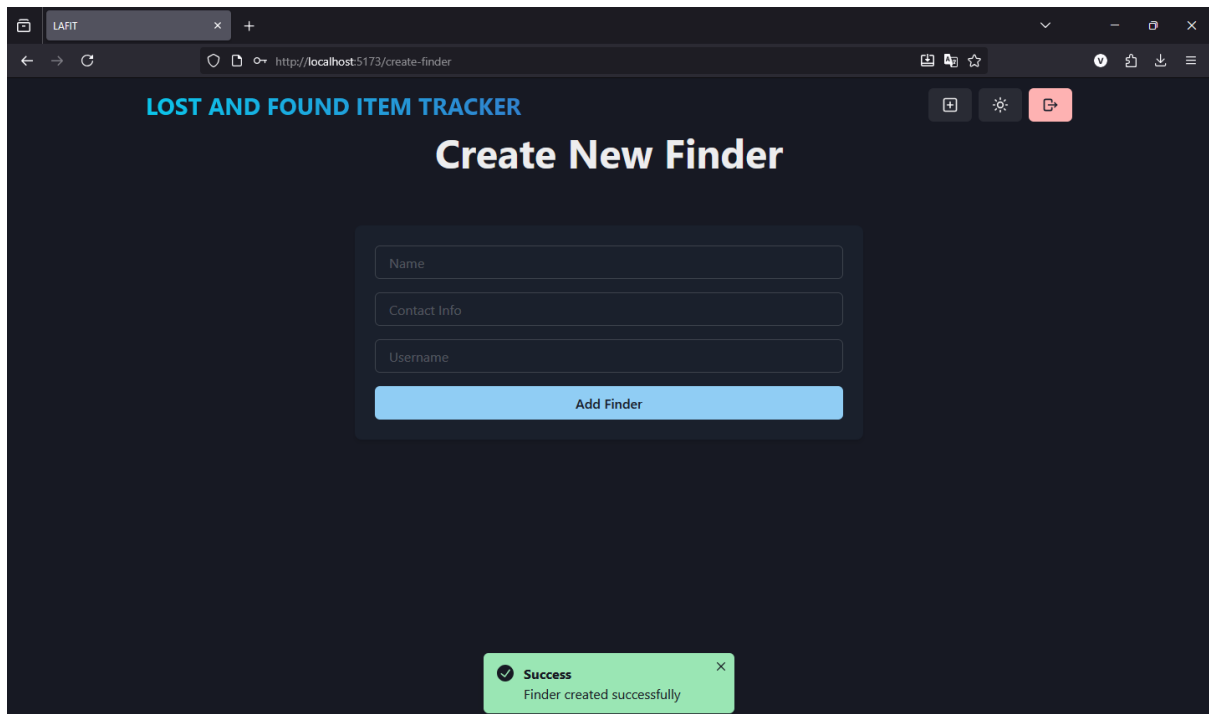 LAFIT
http://localhost:5173/create-finder
V
LOST AND FOUND ITEM TRACKER
Create New Finder
Name
Contact Info
Username
Add Finder
Success
Finder created successfully